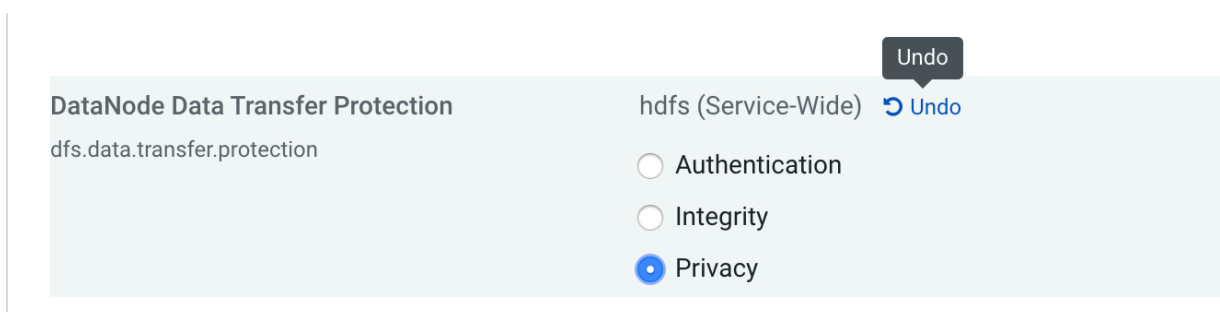 Undo
DataNode Data Transfer Protection
hdfs (Service-Wide) Undo
dfs.data.transfer.protection
Authentication
Integrity
Privacy